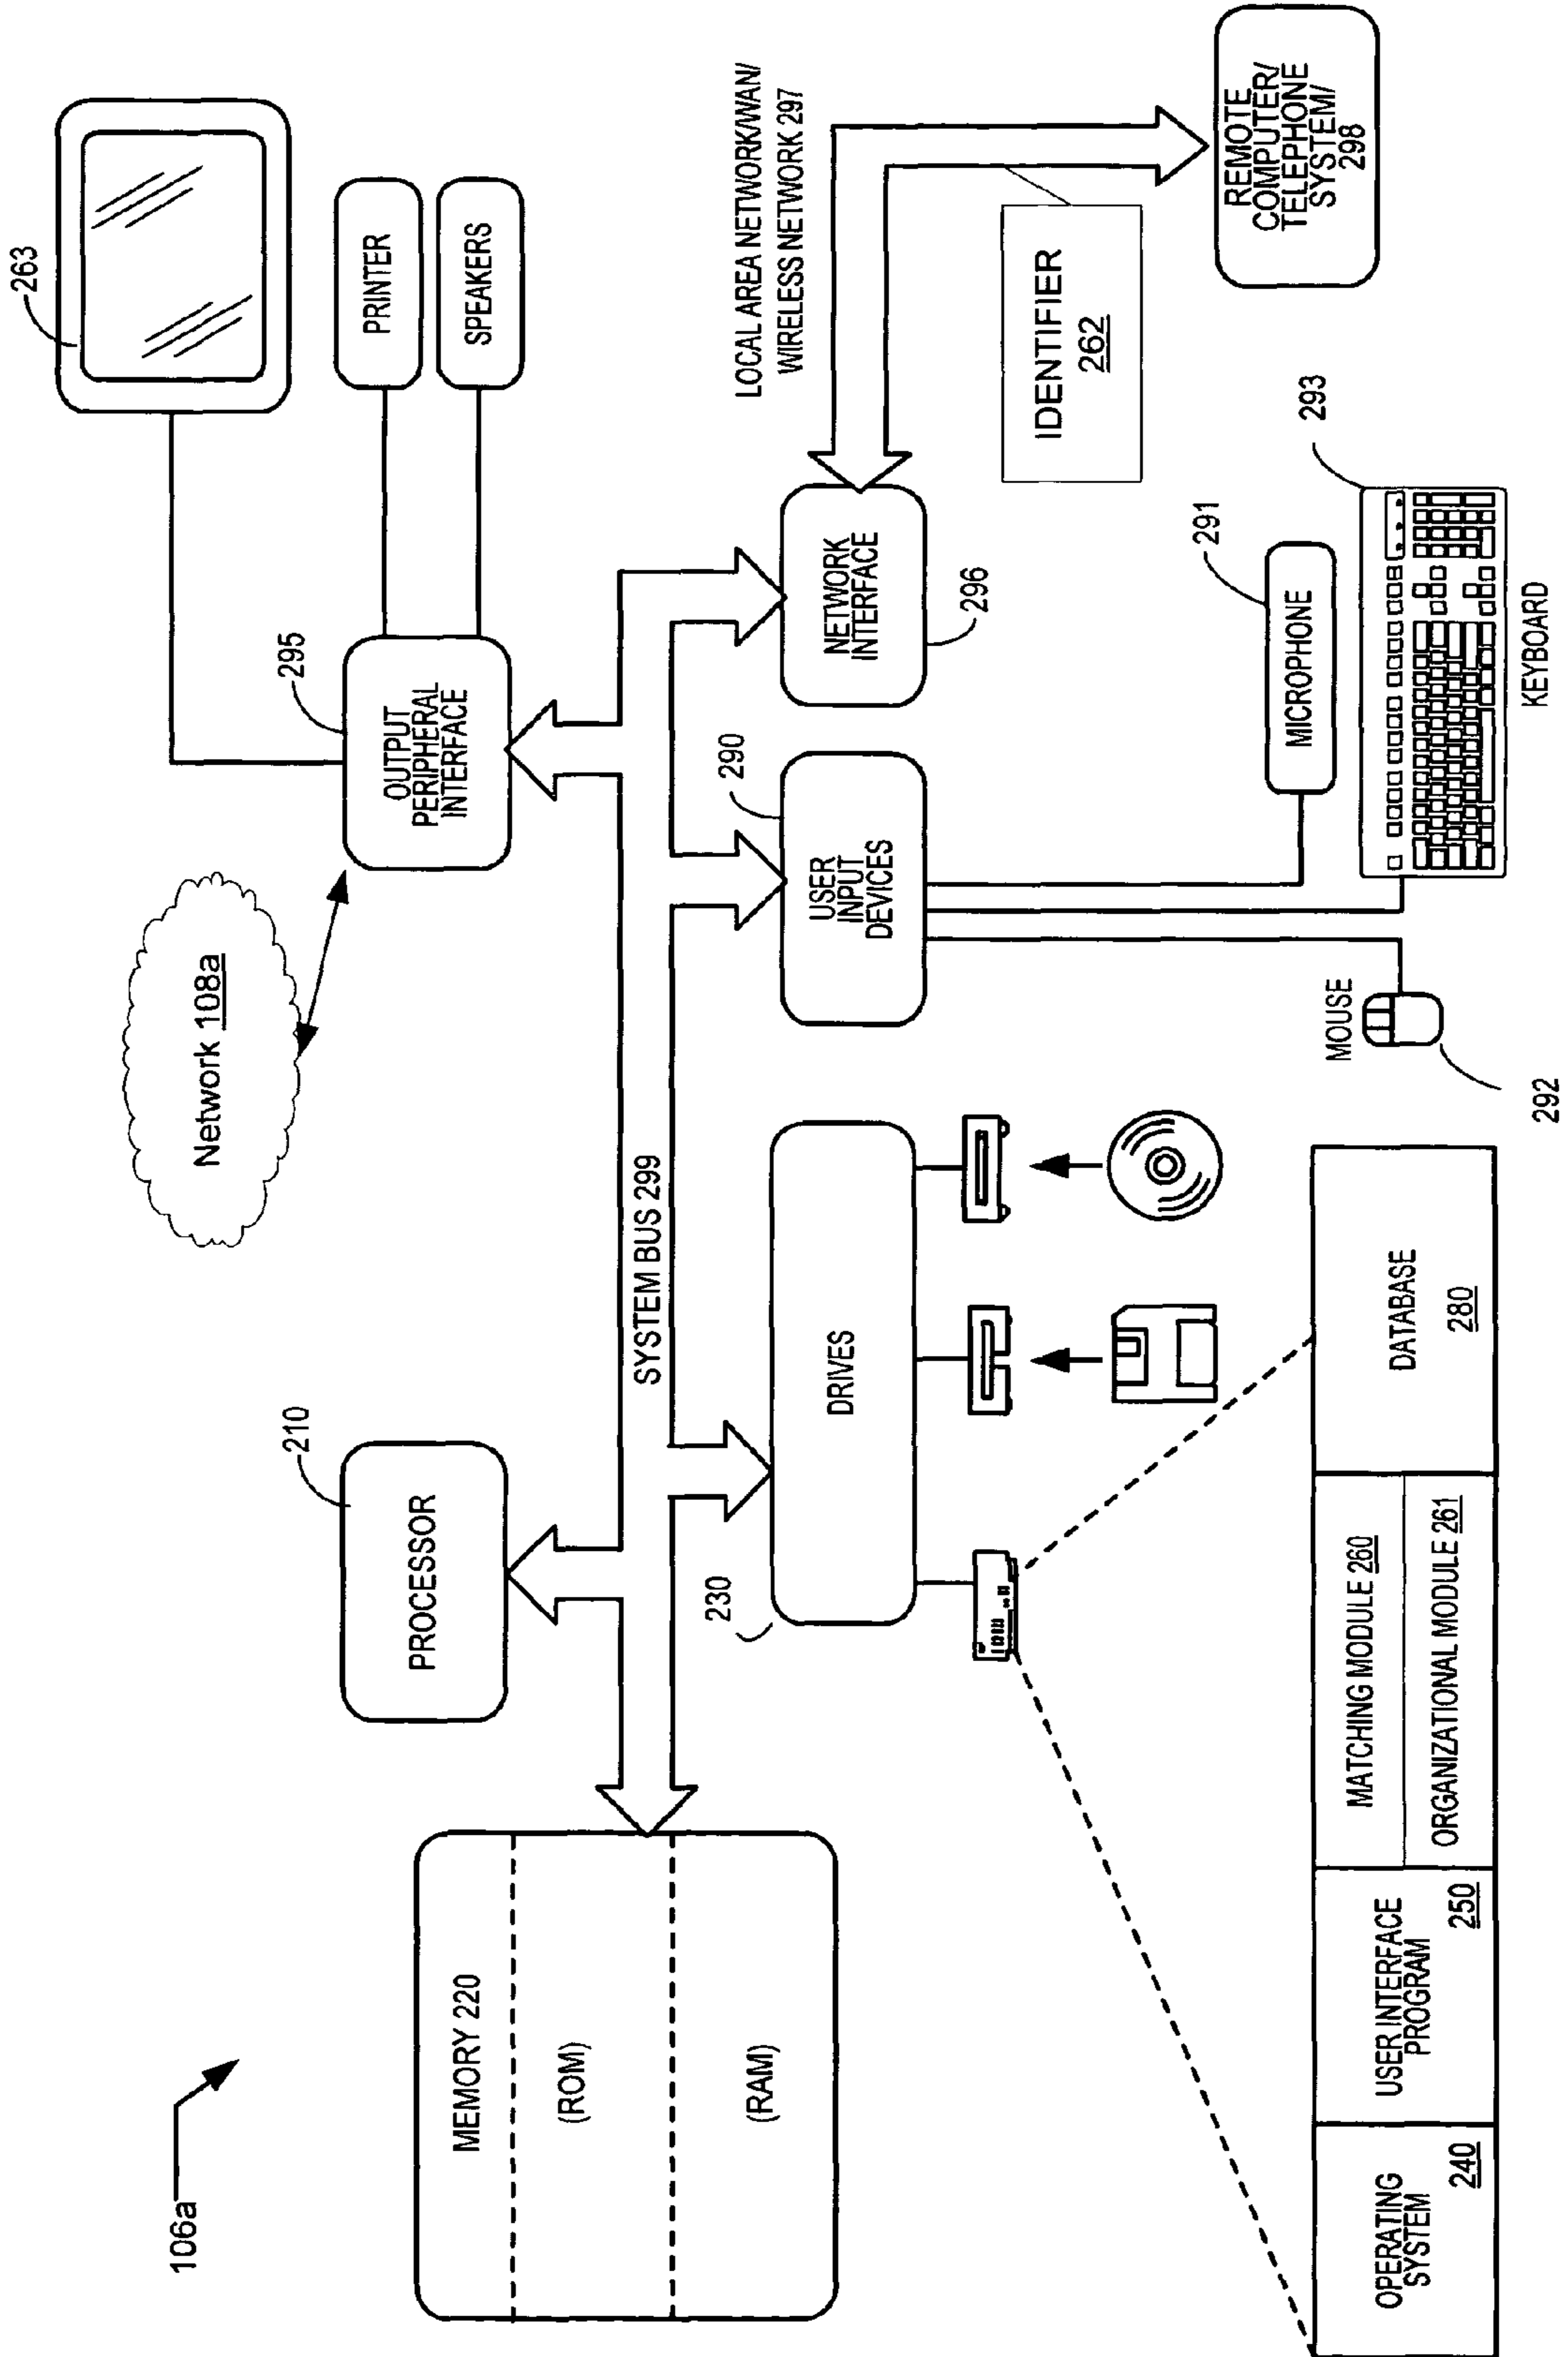 106a
Network 108a
263
PRINTER
SPEAKERS
295
OUTPUT
PERIPHERAL
INTERFACE
210
PROCESSOR
MEMORY 220
(ROM)
(RAM)
SYSTEM BUS 299
LOCAL AREA NETWORK/WAN/
WIRELESS NETWORK 297
230
DRIVES
290
USER
INPUT
DEVICES
NETWORK
INTERFACE
296
IDENTIFIER
262
REMOTE
COMPUTER/
TELEPHONE
SYSTEM/
298
291
MICROPHONE
293
KEYBOARD
MOUSE
292
OPERATING
SYSTEM
240
USER INTERFACE
PROGRAM
250
MATCHING MODULE 260
ORGANIZATIONAL MODULE 261
DATABASE
280